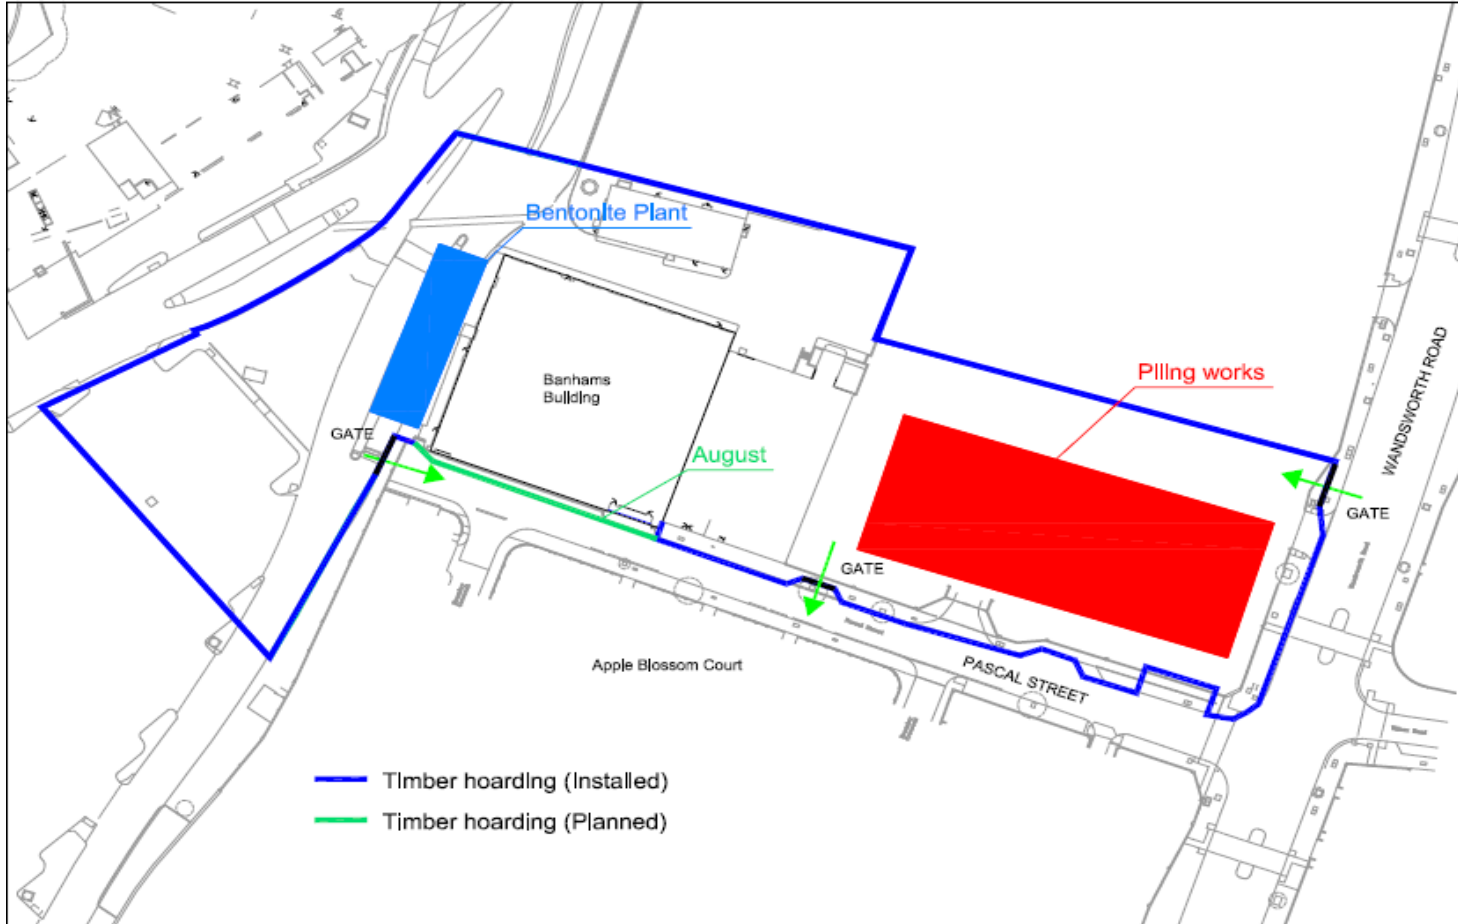 Bentonite Plant
WANDSWORTH ROAD
Piling works
Banhams
Building
GATE
August
GATE
GATE
Apple Blossom Court
PASCAL STREET
Timber hoarding (Installed)
Timber hoarding (Planned)